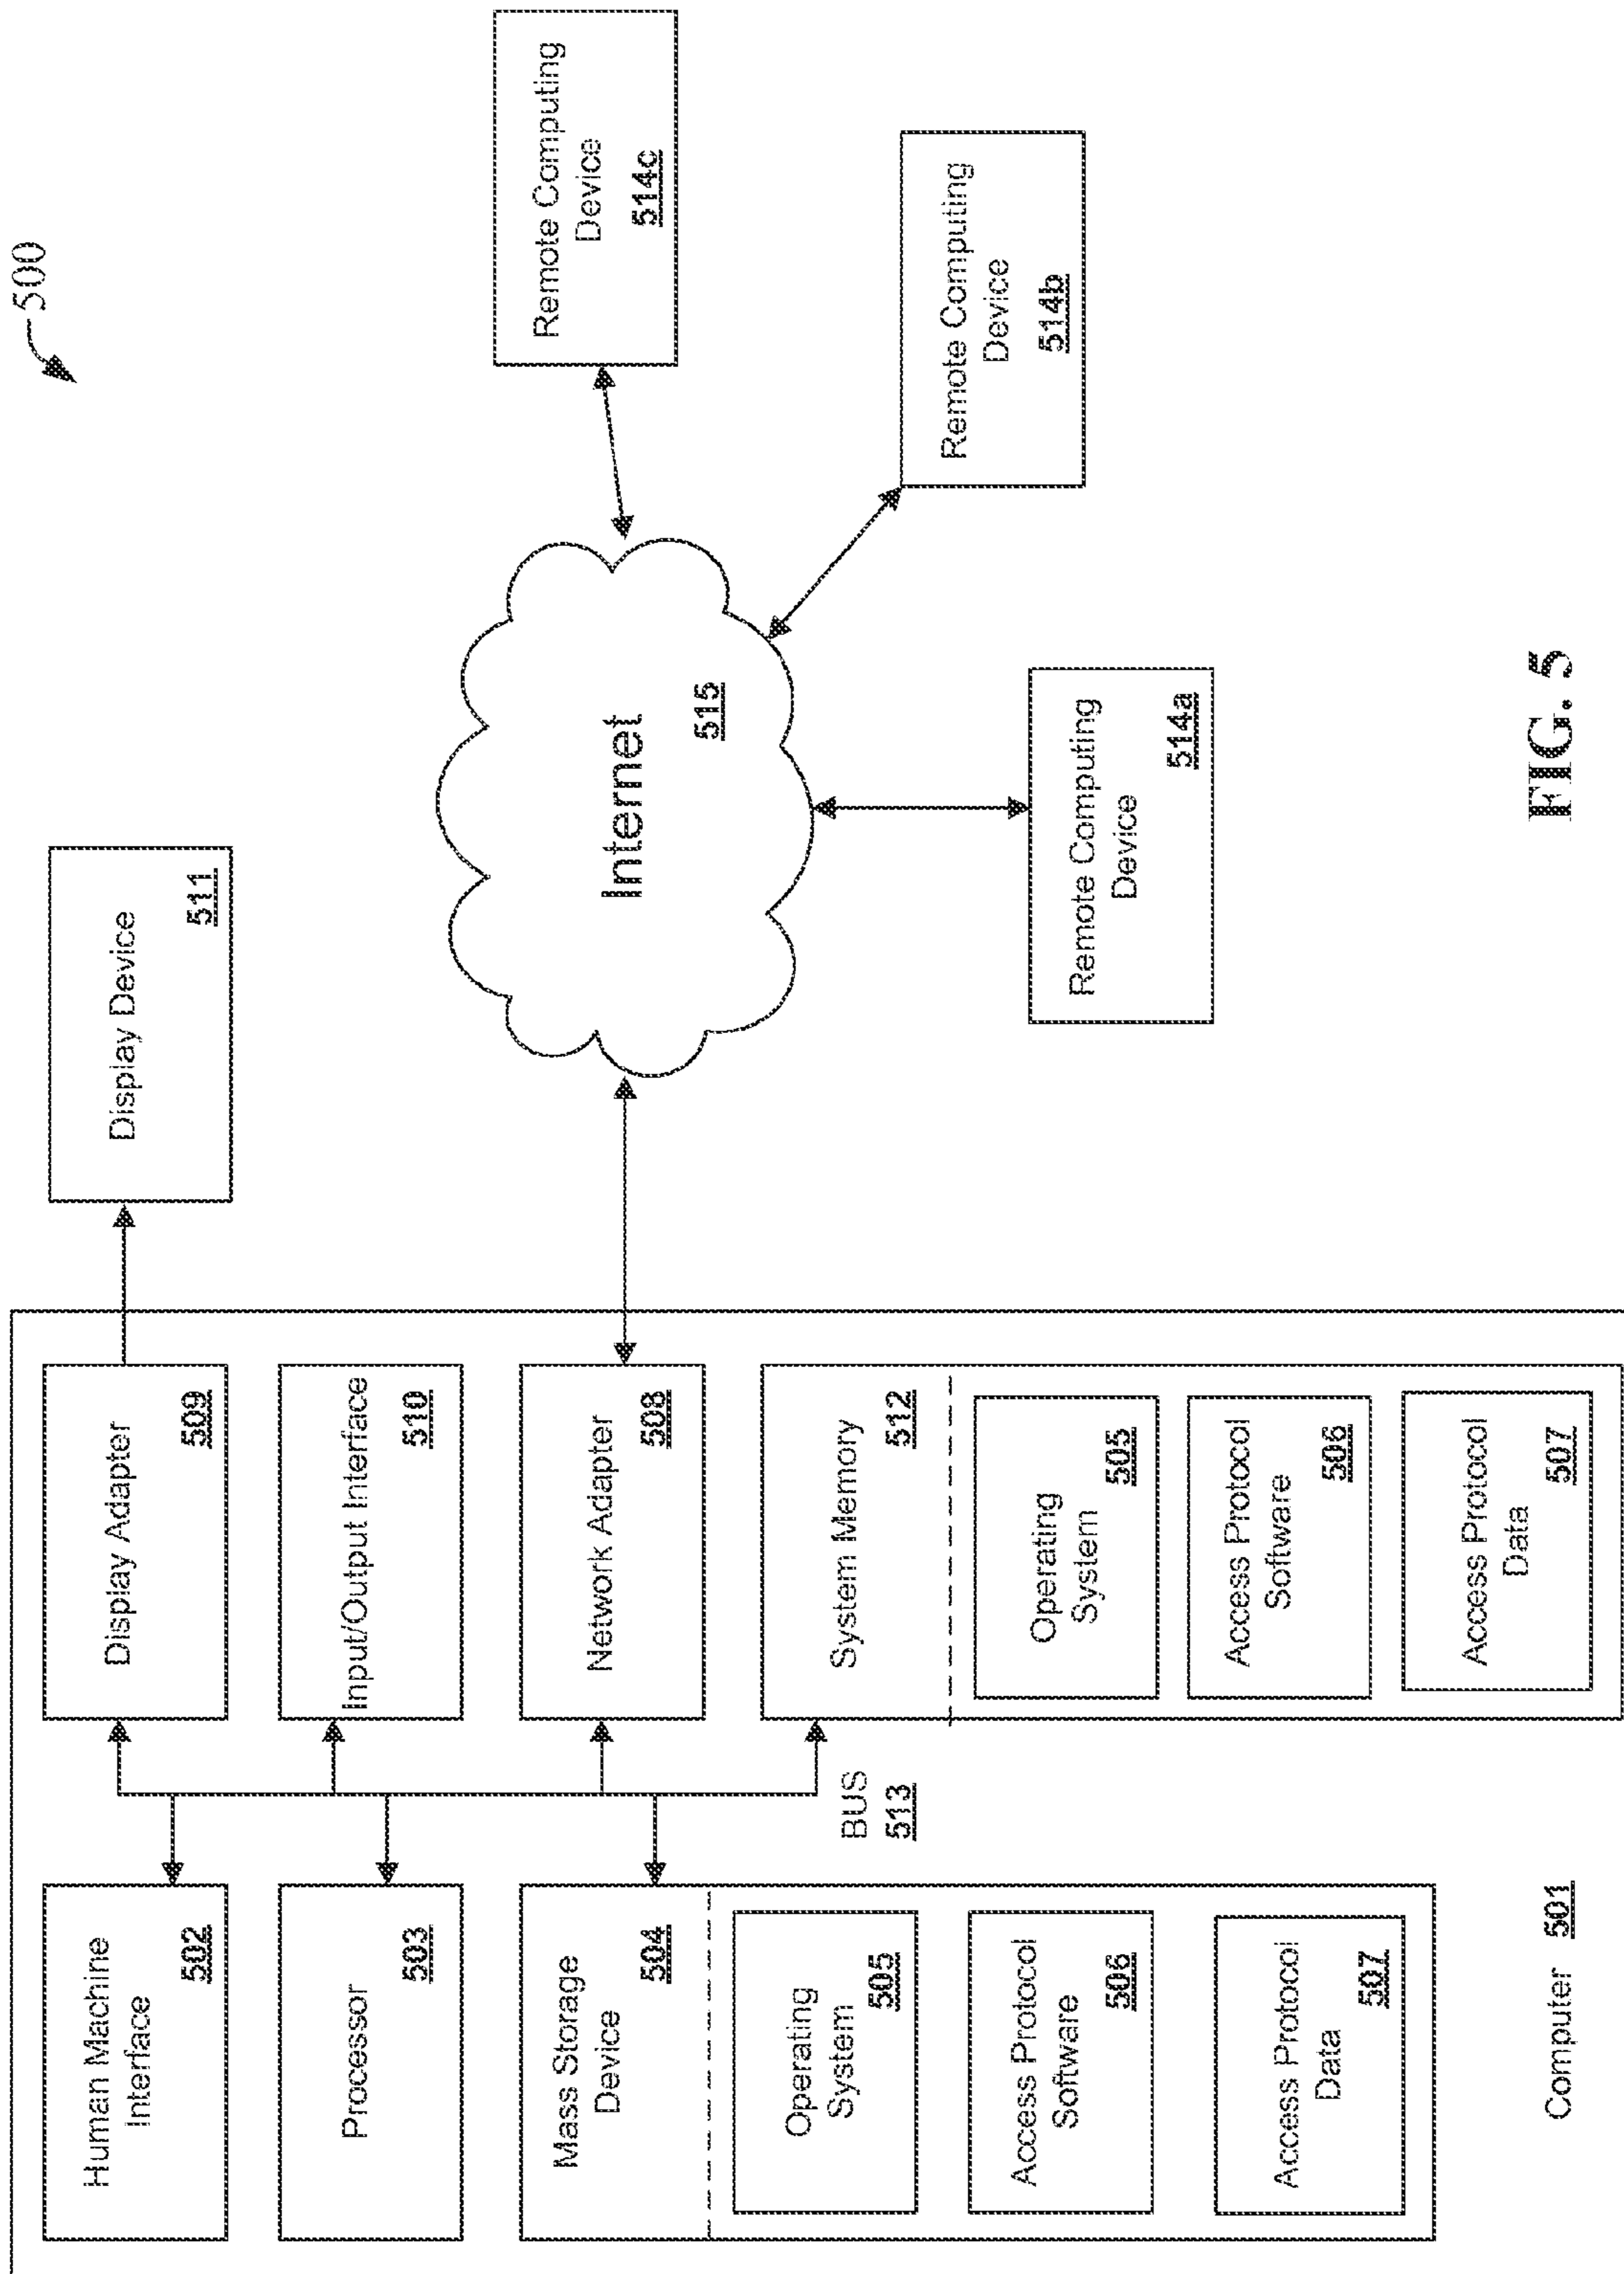 500
Human Machine
Interface
502
Processor
503
Mass Storage
Device
504
Operating
System
505
Access Protocol
Software
506
Access Protocol
Data
507
Computer 501
BUS
513
Display Adapter
509
Input/Output Interface
510
Network Adapter
508
System Memory
512
Operating
System
505
Access Protocol
Software
506
Access Protocol
Data
507
Display Device
511
Internet
515
Remote Computing
Device
514a
Remote Computing
Device
514b
Remote Computing
Device
514c
FIG. 5